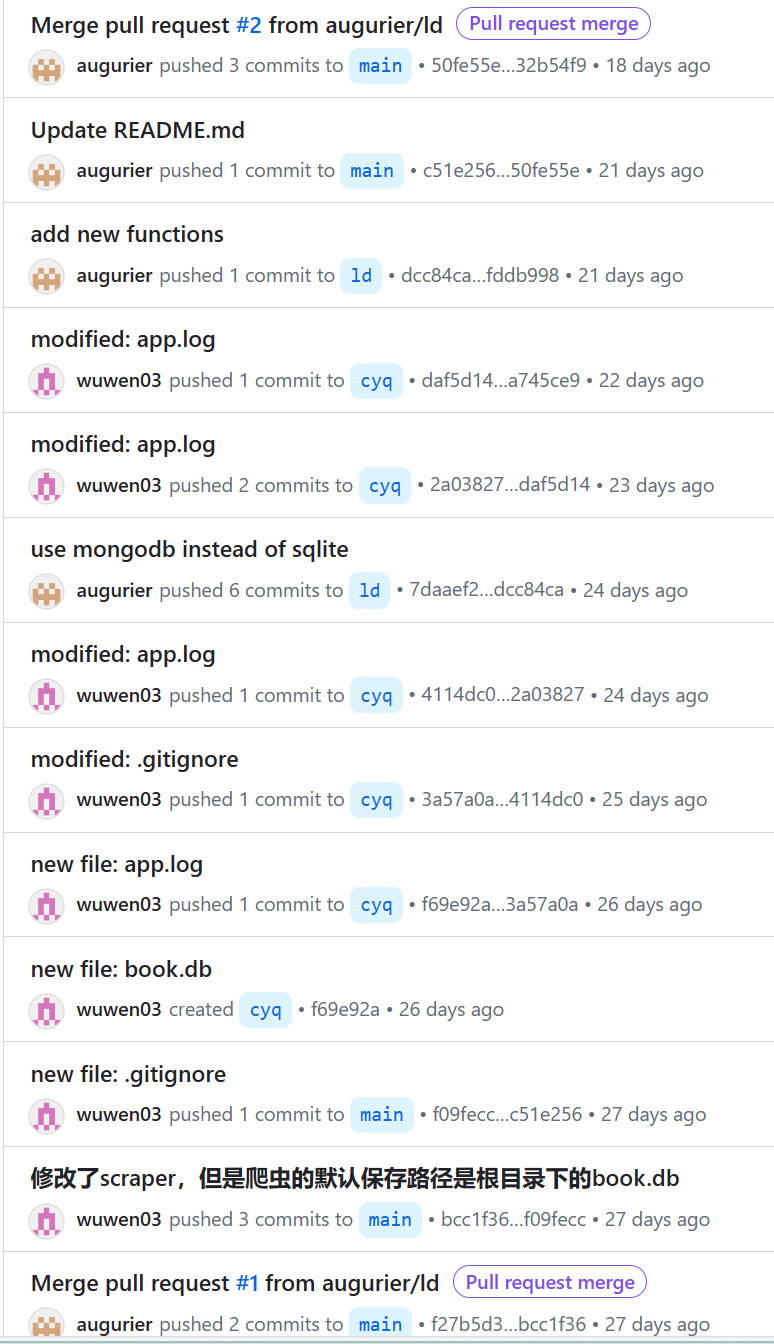 Merge pull request #2 from augurier/ld Pull request merge
augurier pushed 3 commits to main • 50fe55e...32b54f9 • 18 days ago
Update README.md
augurier pushed 1 commit to main • c51e256...50fe55e • 21 days ago
add new functions
augurier pushed 1 commit to ld • dcc84ca...fddb998 • 21 days ago
modified: app.log
wuwen03 pushed 1 commit to cyq • daf5d14...a745ce9 • 22 days ago
modified: app.log
wuwen03 pushed 2 commits to cyq • 2a03827...daf5d14 • 23 days ago
use mongodb instead of sqlite
augurier pushed 6 commits to ld • 7daaef2...dcc84ca • 24 days ago
modified: app.log
wuwen03 pushed 1 commit to cyq • 4114dc0...2a03827 • 24 days ago
modified: .gitignore
wuwen03 pushed 1 commit to cyq • 3a57a0a...4114dc0 • 25 days ago
new file: app.log
wuwen03 pushed 1 commit to cyq • f69e92a...3a57a0a • 26 days ago
new file: book.db
wuwen03 created cyq • f69e92a • 26 days ago
new file: .gitignore
wuwen03 pushed 1 commit to main • f09fecc...c51e256 • 27 days ago
修改了scraper，但是爬虫的默认保存路径是根目录下的book.db
wuwen03 pushed 3 commits to main • bcc1f36...f09fecc • 27 days ago
Merge pull request #1 from augurier/ld Pull request merge
augurier pushed 2 commits to main • f27b5d3...bcc1f36 • 27 days ago